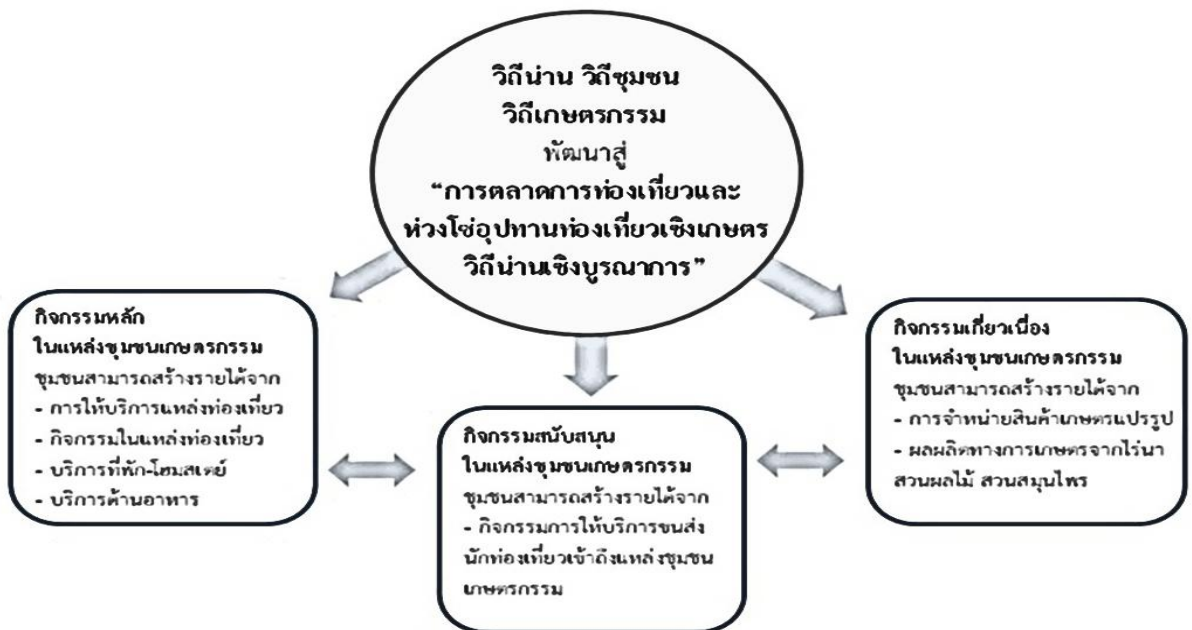 วิถีน่าน วิถีชุมชน
วิถีเกษตรกรรม
พัฒนาสู่
“การตลาดการท่องเที่ยวและ
ห่วงโซ่อุปทานท่องเที่ยวเชิงเกษตร
วิถีน่านเชิงบูรณาการ”
กิจกรรมหลัก
ในแหล่งชุมชนเกษตรกรรม
ชุมชนสามารถสร้างรายได้จาก
- การให้บริการแหล่งท่องเที่ยว
- กิจกรรมในแหล่งท่องเที่ยว
- บริการที่พัก-โฮมสเตย์
- บริการด้านอาหาร
กิจกรรมสนับสนุน
ในแหล่งชุมชนเกษตรกรรม
ชุมชนสามารถสร้างรายได้จาก
- กิจกรรมการให้บริการขนส่ง
นักท่องเที่ยวเข้าถึงแหล่งชุมชน
เกษตรกรรม
กิจกรรมเกี่ยวเนื่อง
ในแหล่งชุมชนเกษตรกรรม
ชุมชนสามารถสร้างรายได้จาก
- การจำหน่ายสินค้าเกษตรแปรรูป
- ผลผลิตทางการเกษตรจากไร่นา
สวนผลไม้ สวนสมุนไพร